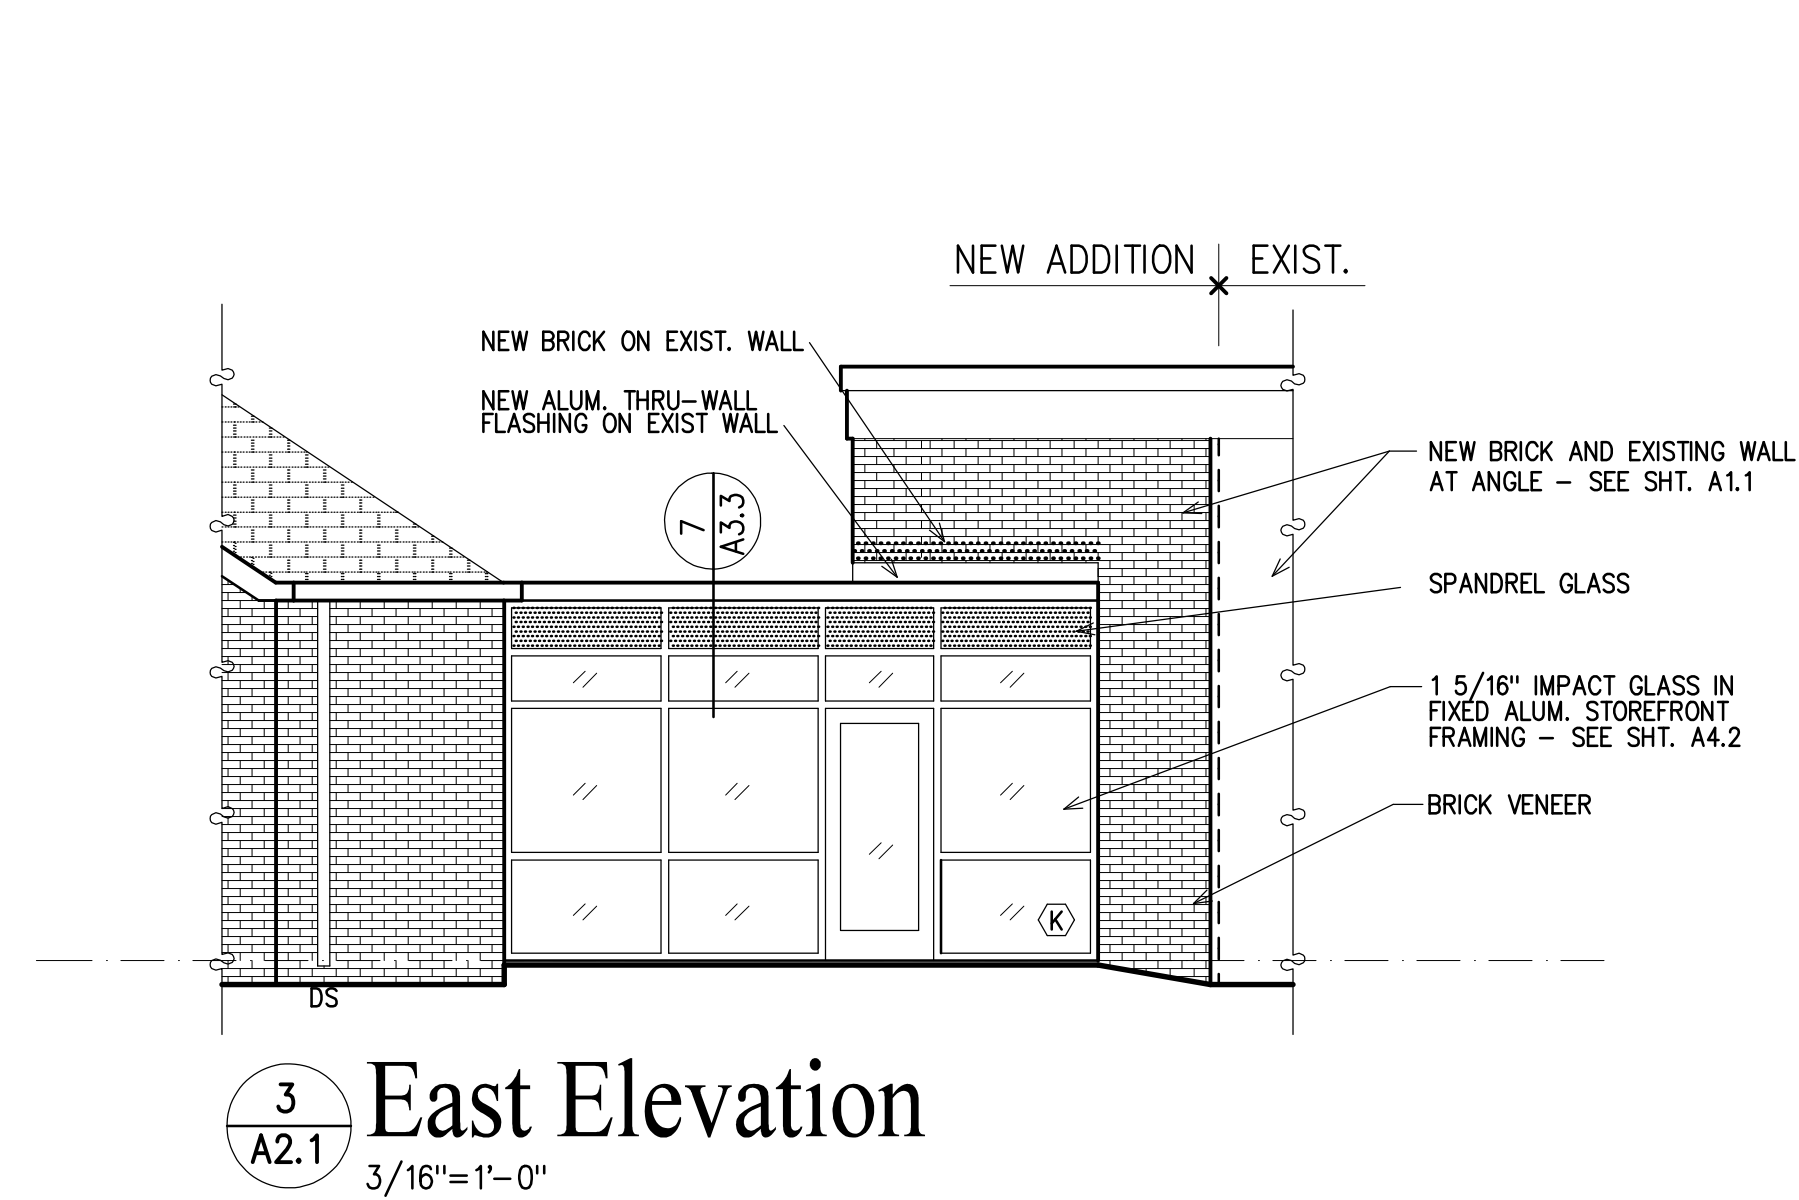 NEW ADDITION EXIST.
NEW BRICK ON EXIST. WALL
NEW ALUM. THRU-WALL
FLASHING ON EXIST WALL
7
A3.3
NEW BRICK AND EXISTING WALL
AT ANGLE - SEE SHT. A1.1
SPANDREL GLASS
1 5/16" IMPACT GLASS IN
FIXED ALUM. STOREFRONT
FRAMING - SEE SHT. A4.2
BRICK VENEER
K
DS
3
A2.1
East Elevation
3/16"=1'-0"